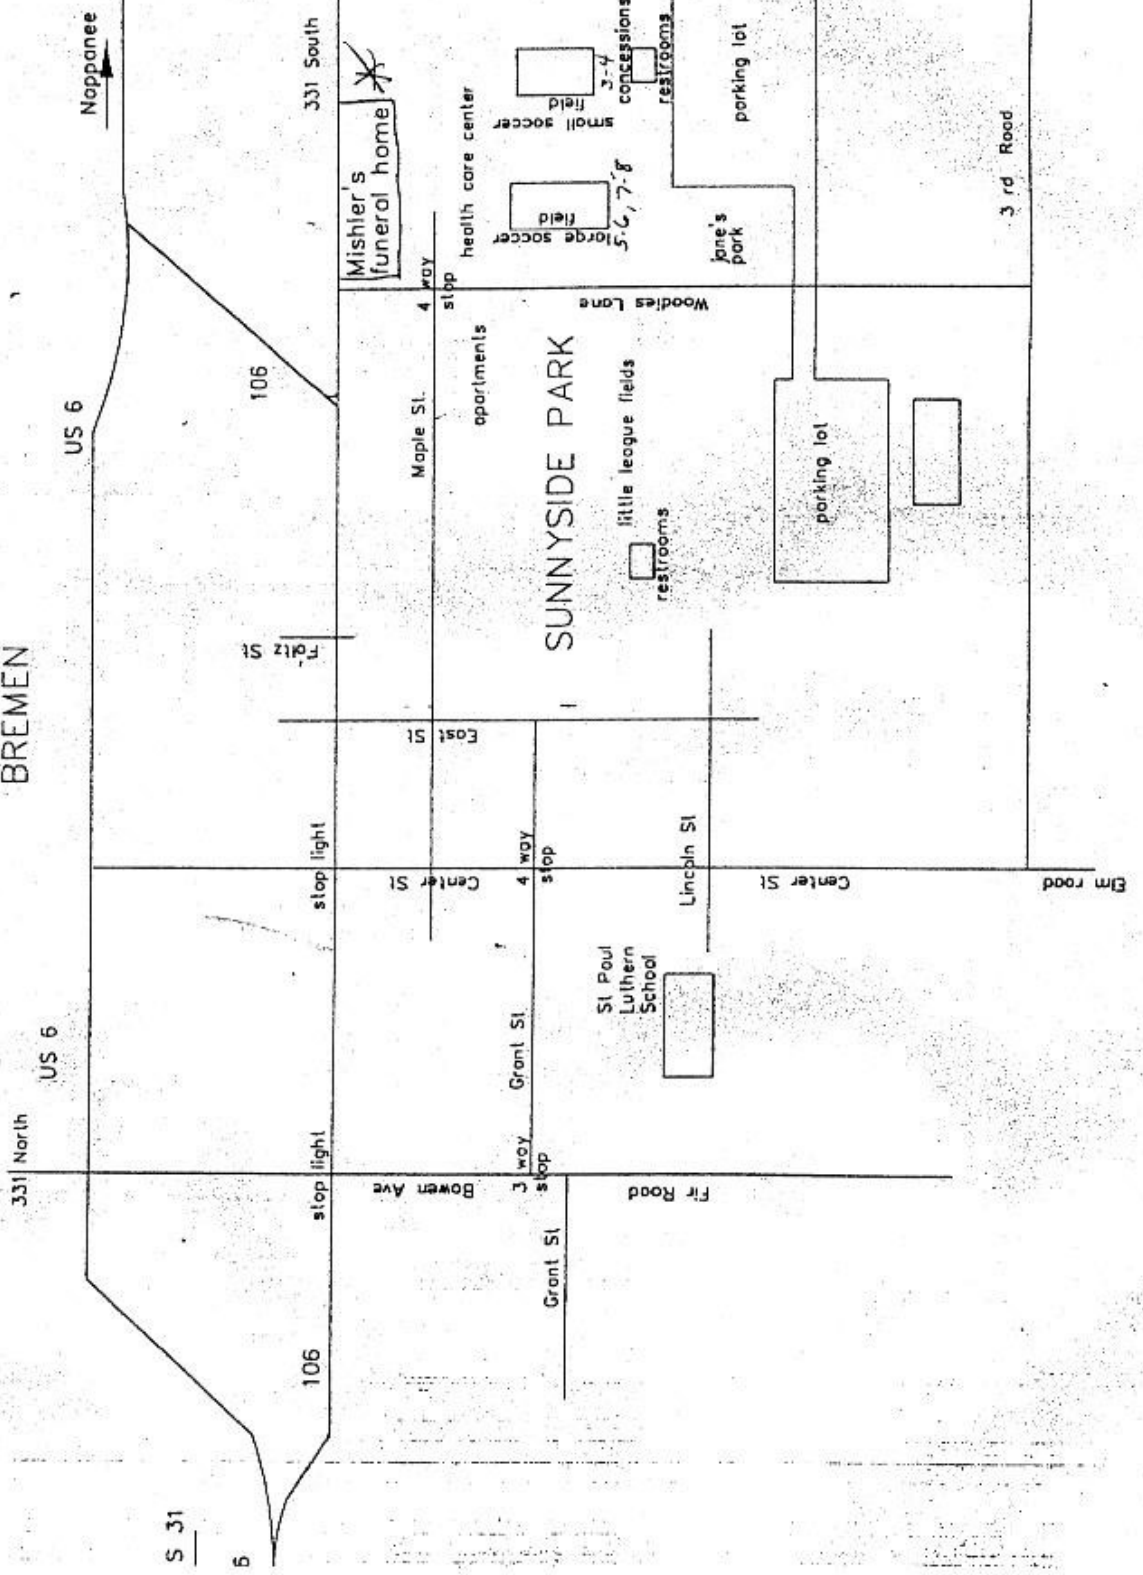 BREMEN
331 North
US 6
US 6
Nappanee
S 31
6
106
106
stop light
stop light
Foltz St
331 South
Mishler's
funeral home
Bowen Ave
Center St
East St
Maple St.
4 way
stop
health care center
apartments
3 way
stop
Grant St
Grant St
4 way
stop
SUNNYSIDE PARK
large soccer
field
5-6, 7-8
small soccer
field
3-4
concessions
restrooms
Woodies Lane
little league fields
restrooms
St Paul
Luthern
School
Lincoln St
Fir Road
jane's
park
parking lot
parking lot
Center St
3 rd Road
Elm road